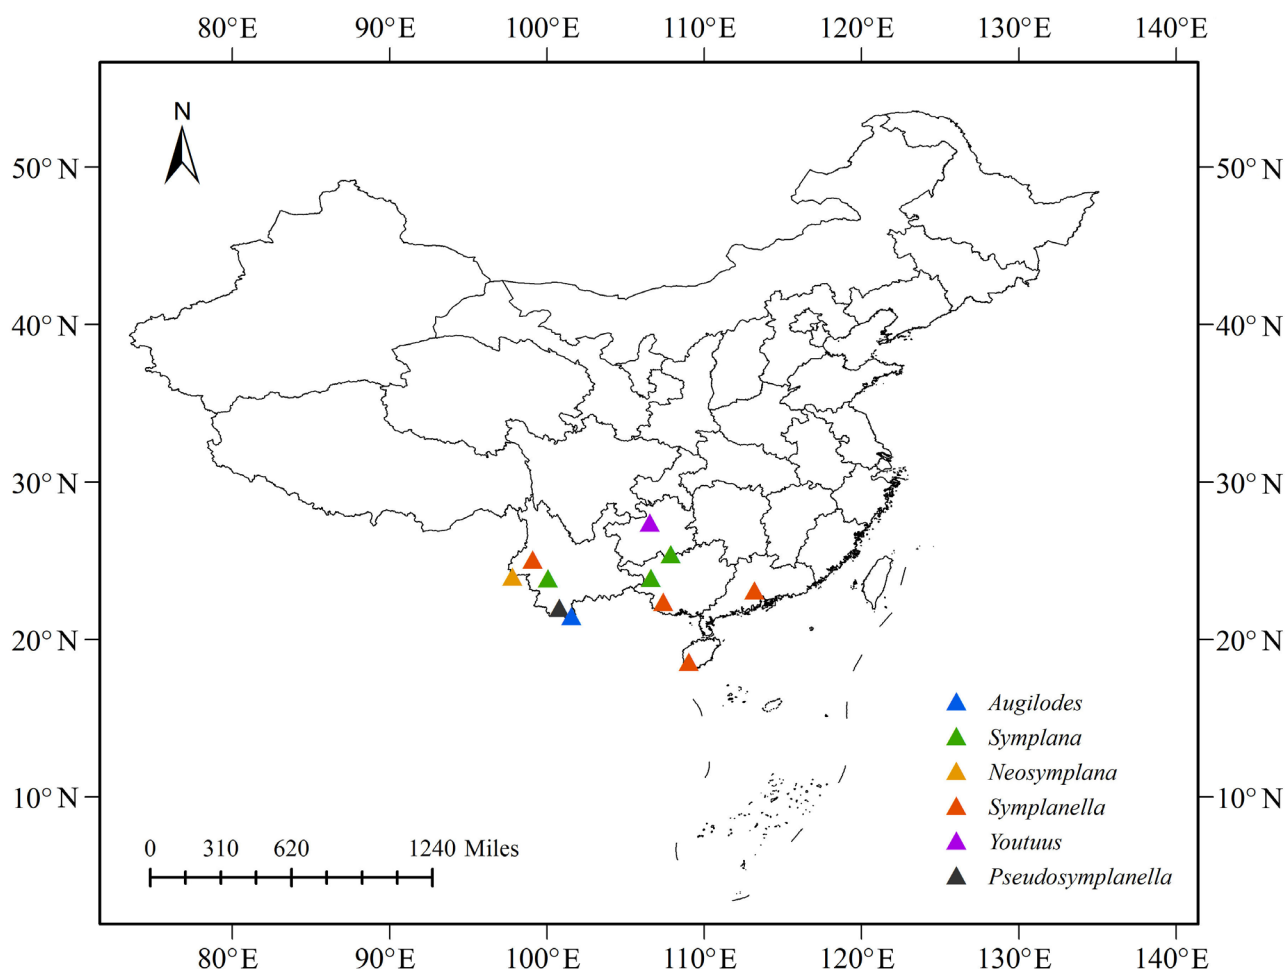 80°E 90°E 100°E 110°E 120°E 130°E 140°E
N
50° N 50° N
40° N 40° N
30° N 30° N
20° N 20° N
Augilodes
Symplana
Neosymplana
10° N 10° N
Symplanella
0 310 620 1240 Miles
Youtuus
Pseudosymplanella
80°E 90°E 100°E 110°E 120°E 130°E 140°E